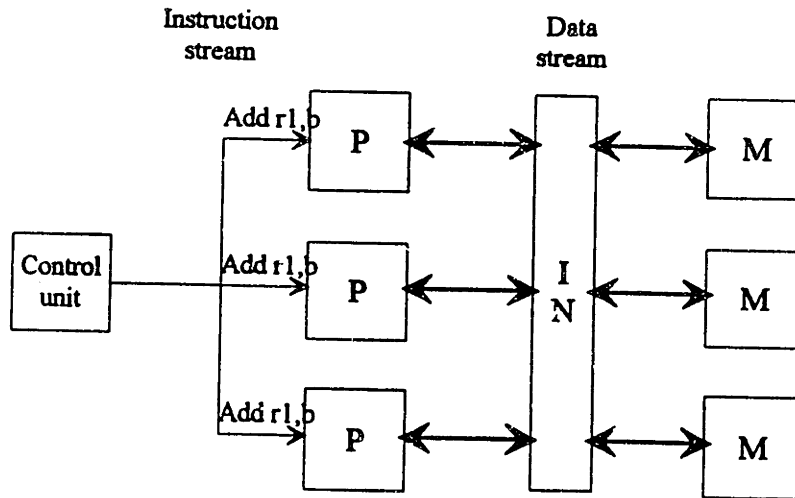 Instruction
stream
Data
stream
Add r1,b
P
M
Control
unit
Add r1,b
P
I
N
M
Add r1,b
P
M